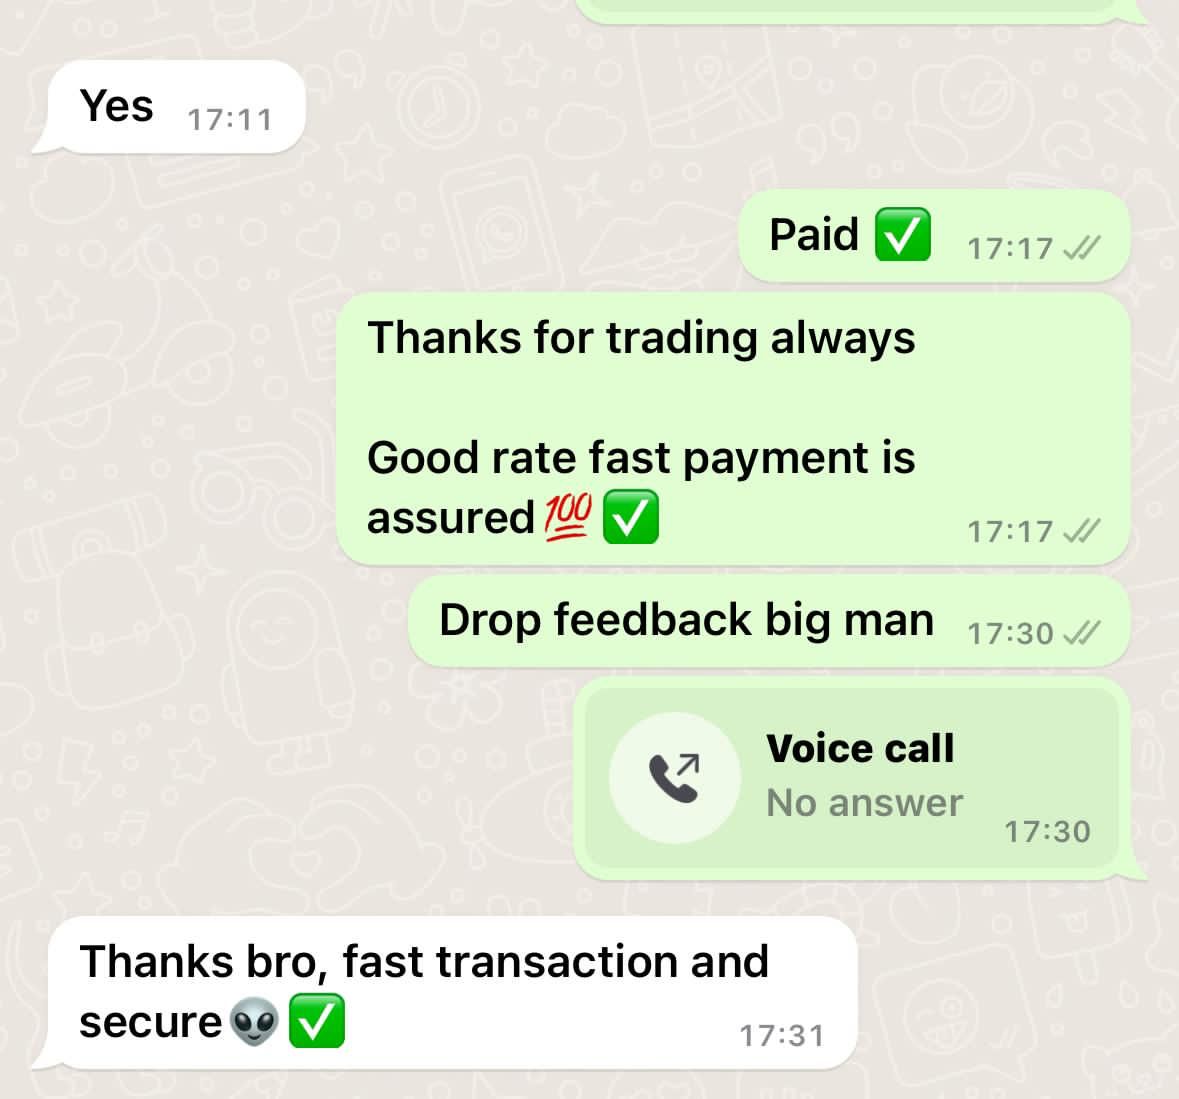 Yes 17:11
Paid ✅ 17:17
Thanks for trading always
Good rate fast payment is
assured💯✅ 17:17
Drop feedback big man 17:30
Voice call
No answer
17:30
Thanks bro, fast transaction and
secure👽✅ 17:31